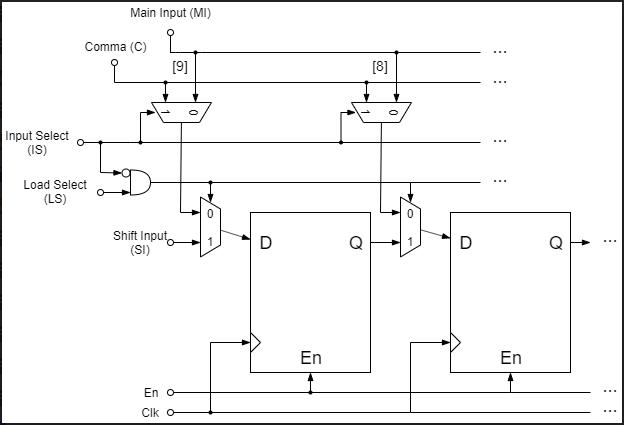 Main Input (MI)
Comma (C)
[9]
[8]
...
...
1
0
1
0
Input Select
(IS)
...
Load Select
(LS)
...
0
1
Shift Input
(SI)
D
Q
En
0
1
D
Q
En
...
En
...
Clk
...